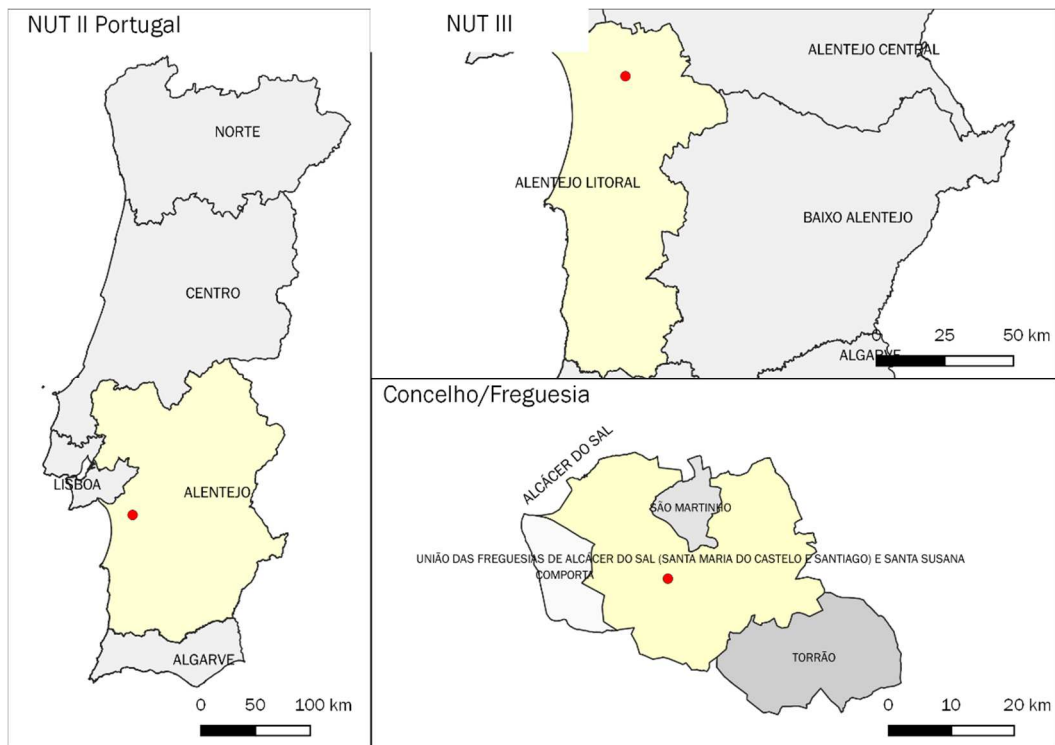 NUT II Portugal
NORTE
CENTRO
LISBOA
ALENTEJO
ALGARVE
0 50 100 km
NUT III
ALENTEJO CENTRAL
ALENTEJO LITORAL
BAIXO ALENTEJO
ALGARVE
0 25 50 km
Concelho/Freguesia
ALCÁCER DO SAL
SÃO MARTINHO
UNIÃO DAS FREGUESIAS DE ALCÁCER DO SAL (SANTA MARIA DO CASTELO E SANTIAGO) E SANTA SUSANA
COMPORTA
TORRÃO
0 10 20 km